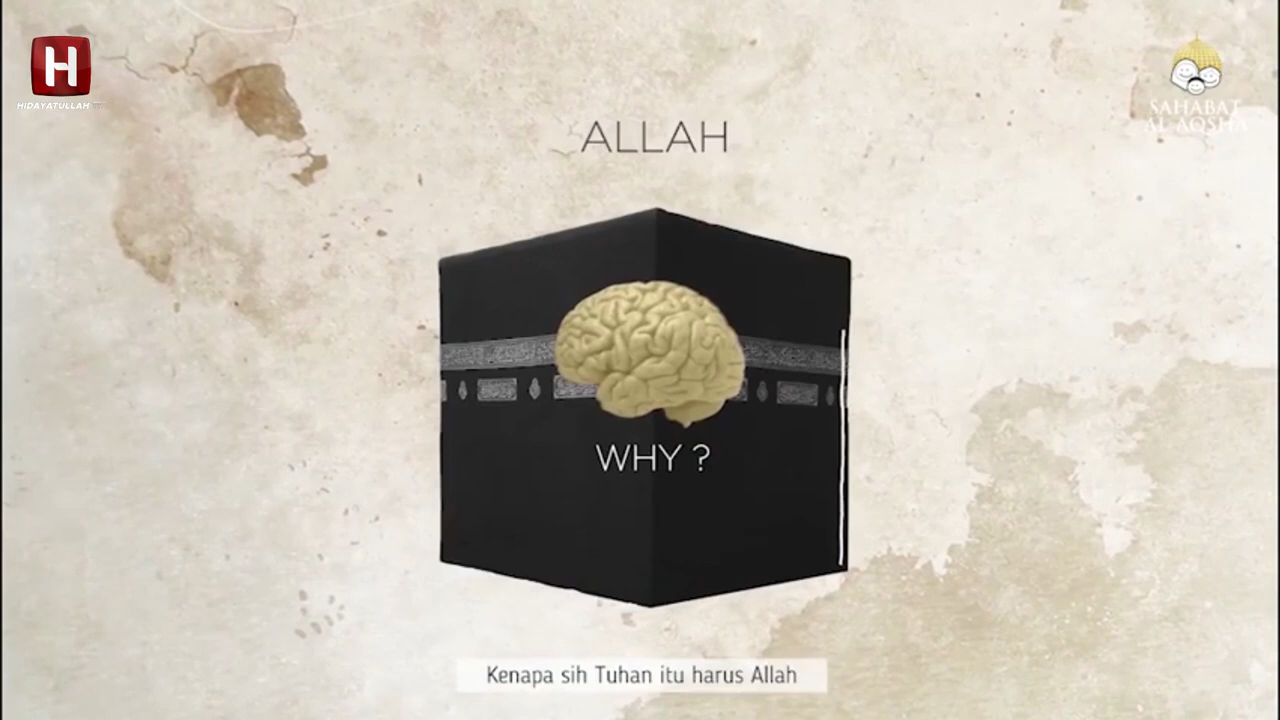 H
HIDAYATULLAH
SAHABAT
AL-AQSHA
ALLAH
WHY ?
Kenapa sih Tuhan itu harus Allah